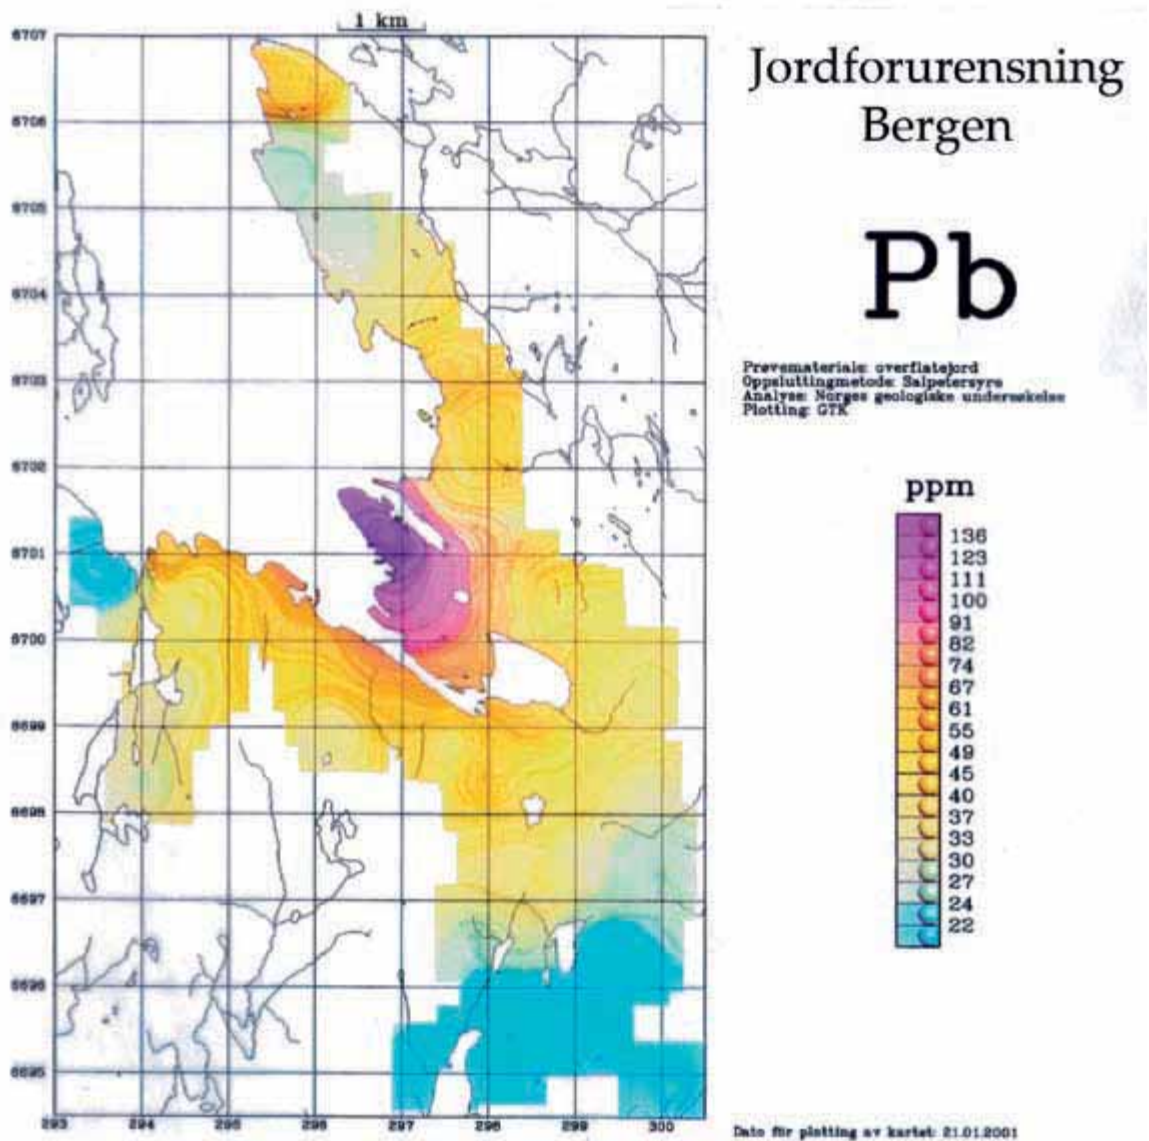 1 km
Jordforurensning
Bergen
Pb
Prøvemateriale: overflatejord
Oppsluttingmetode: Salpetersyre
Analyse: Norges geologiske undersøkelse
Plotting: GTK
ppm
136
123
111
100
91
82
74
67
61
55
49
45
40
37
33
30
27
24
22
6707
6706
6705
6704
6703
6702
6701
6700
6699
6698
6697
6696
6695
293 294 295 296 297 298 299 300
Dato för plotting av kartet: 21.01.2001